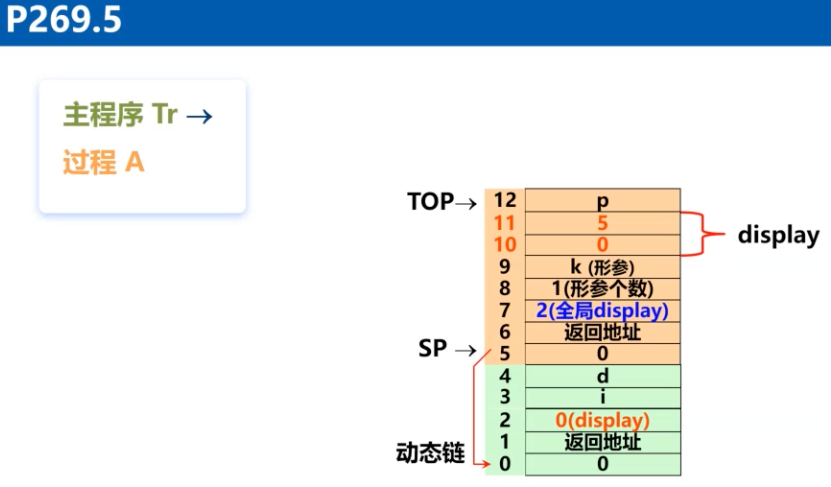 P269.5
主程序 Tr →
过程 A
TOP→ 12 p
11 5
10 0
display
9 k (形参)
8 1(形参个数)
7 2(全局display)
6 返回地址
SP → 5 0
4 d
3 i
2 0(display)
1 返回地址
动态链 0 0